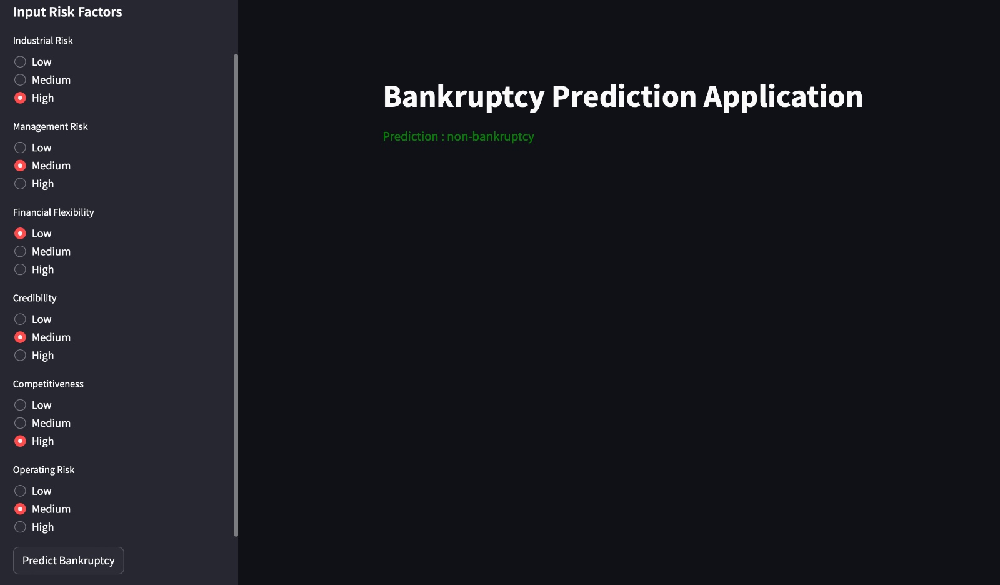 Input Risk Factors
Industrial Risk
Low
Medium
High
Management Risk
Low
Medium
High
Financial Flexibility
Low
Medium
High
Credibility
Low
Medium
High
Competitiveness
Low
Medium
High
Operating Risk
Low
Medium
High
Predict Bankruptcy
Bankruptcy Prediction Application
Prediction : non-bankruptcy